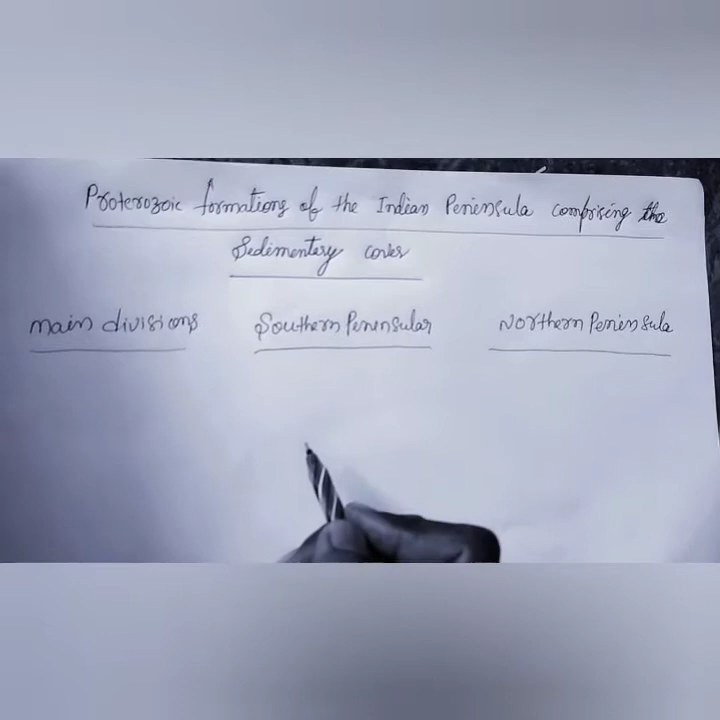 Proterozoic formations of the Indian Peninsula comprising the
Sedimentary cover
main divisions Southern Peninsular Northern Peninsula